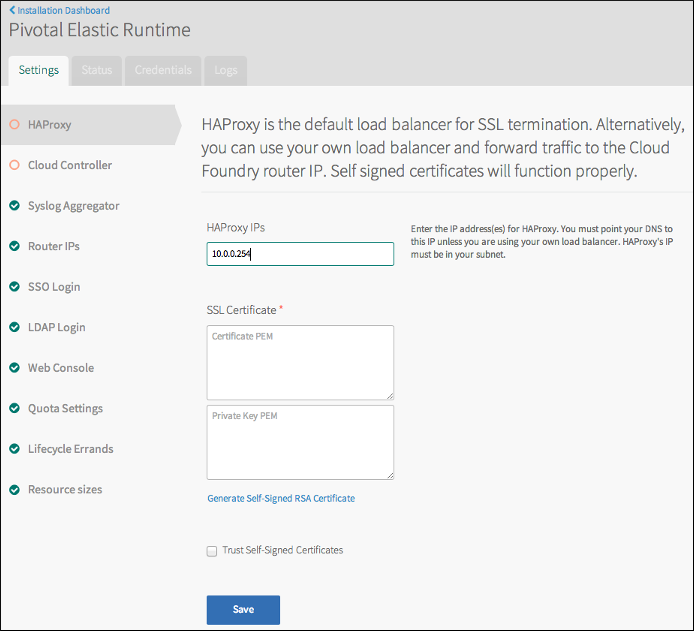 Installation Dashboard
Pivotal Elastic Runtime
Settings
Status
Credentials
Logs
HAProxy
Cloud Controller
Syslog Aggregator
Router IPs
SSO Login
LDAP Login
Web Console
Quota Settings
Lifecycle Errands
Resource sizes
HAProxy is the default load balancer for SSL termination. Alternatively,
you can use your own load balancer and forward traffic to the Cloud
Foundry router IP. Self signed certificates will function properly.
HAProxy IPs
10.0.0.254
Enter the IP address(es) for HAProxy. You must point your DNS to
this IP unless you are using your own load balancer. HAProxy's IP
must be in your subnet.
SSL Certificate *
Certificate PEM
Private Key PEM
Generate Self-Signed RSA Certificate
Trust Self-Signed Certificates
Save